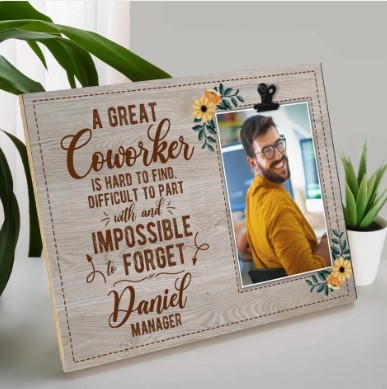 A GREAT
Coworker
IS HARD TO FIND,
DIFFICULT TO PART
with and
IMPOSSIBLE
to FORGET
Daniel
MANAGER